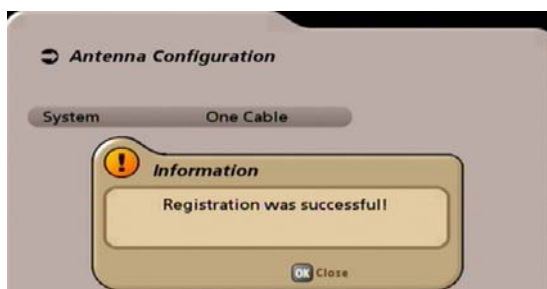 Antenna Configuration
System One Cable
Information
Registration was successful!
OK Close